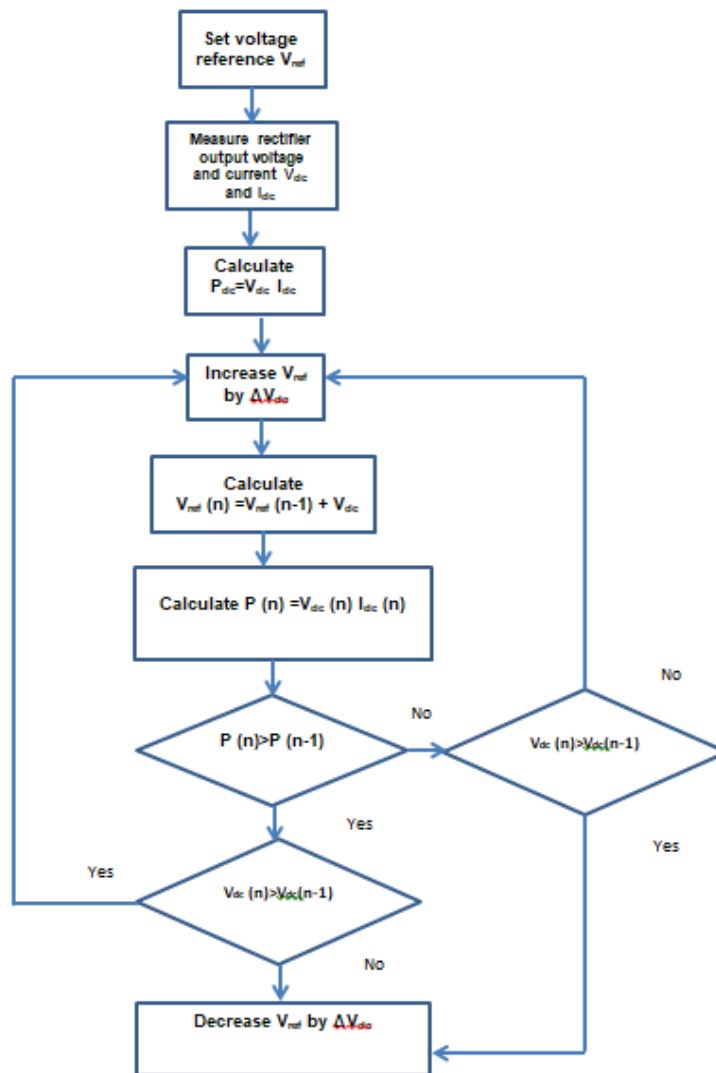 Set voltage
reference Vref
Measure rectifier
output voltage
and current Vdc
and Idc
Calculate
Pdc=Vdc Idc
Increase Vref
by ΔVdc
Calculate
Vref (n) =Vref (n-1) + Vdc
Calculate P (n) =Vdc (n) Idc (n)
P (n)>P (n-1)
No
Vdc (n)>Vdc(n-1)
No
Yes
Yes
Vdc (n)>Vdc(n-1)
Yes
No
Decrease Vref by ΔVdc